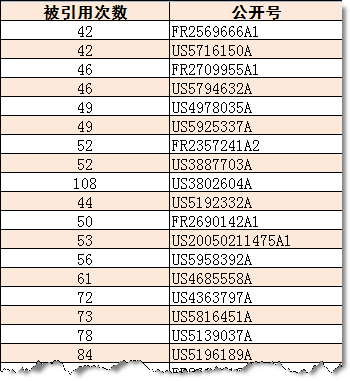 被引用次数 公开号
42 FR2569666A1
42 US5716150A
46 FR2709955A1
46 US5794632A
49 US4978035A
49 US5925337A
52 FR2357241A2
52 US3887703A
108 US3802604A
44 US5192332A
50 FR2690142A1
53 US20050211475A1
56 US5958392A
61 US4685558A
72 US4363797A
73 US5816451A
78 US5139037A
84 US5196189A